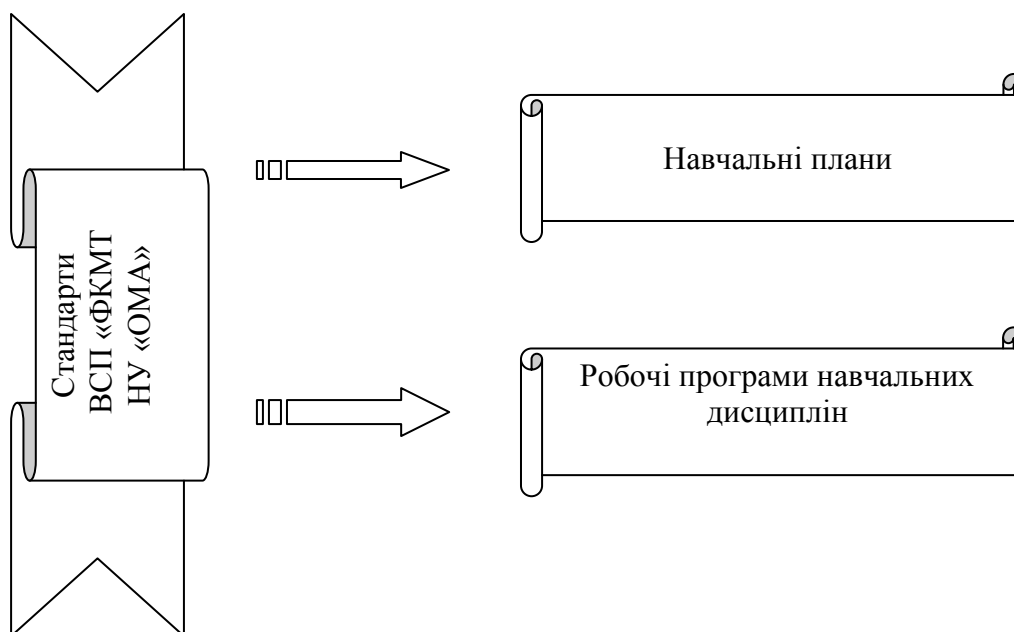 Стандарти
ВСП «ФКМТ
НУ «ОМА»
Навчальні плани
Робочі програми навчальних
дисциплін